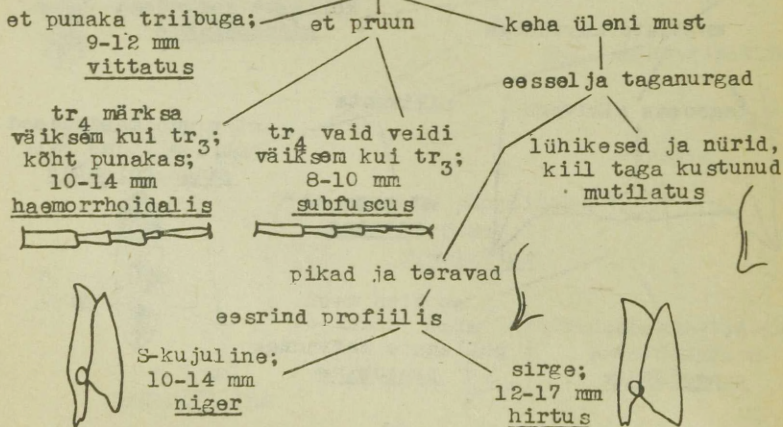 et punaka triibuga;
9-12 mm
vittatus
et pruun
keha üleni must
eesselja taganurgad
tr₄ märksa
väiksem kui tr₃;
kõht punakas;
10-14 mm
haemorrhoidalis
tr₄ vaid veidi
väiksem kui tr₃;
8-10 mm
subfuscus
lühikesed ja nürid,
kiil taga kustunud
mutilatus
pikad ja teravad
eesrind profiilis
S-kujuline;
10-14 mm
niger
sirge;
12-17 mm
hirtus